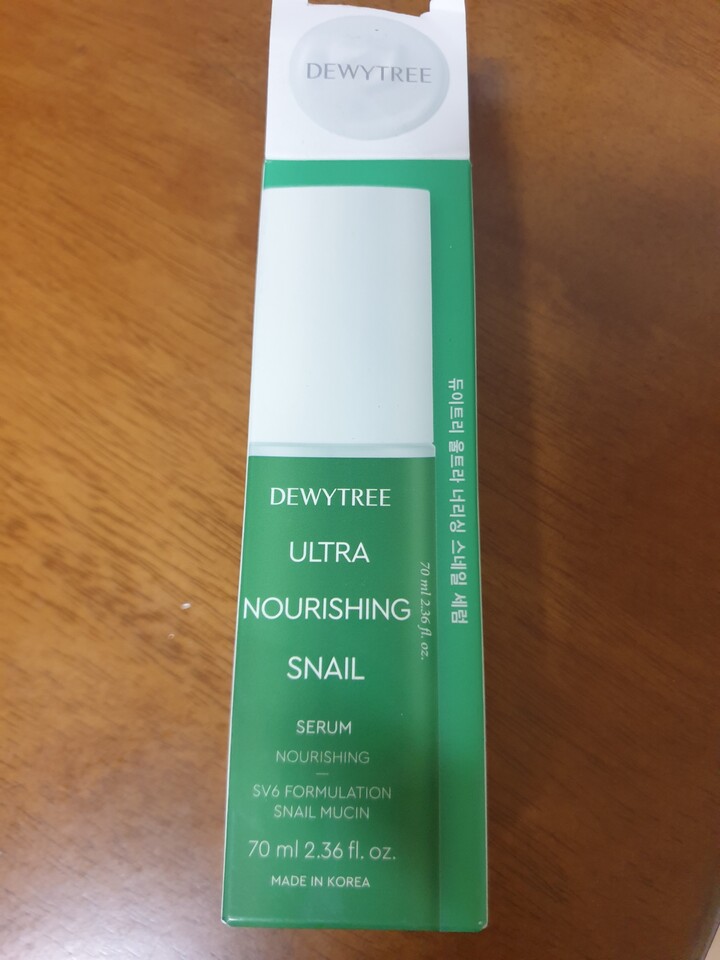 DEWYTREE
DEWYTREE
ULTRA
NOURISHING
SNAIL
SERUM
NOURISHING
SV6 FORMULATION
SNAIL MUCIN
70 ml 2.36 fl. oz.
MADE IN KOREA
70 ml 2.36 fl. oz.
듀이트리 울트라 너리싱 스네일 세럼